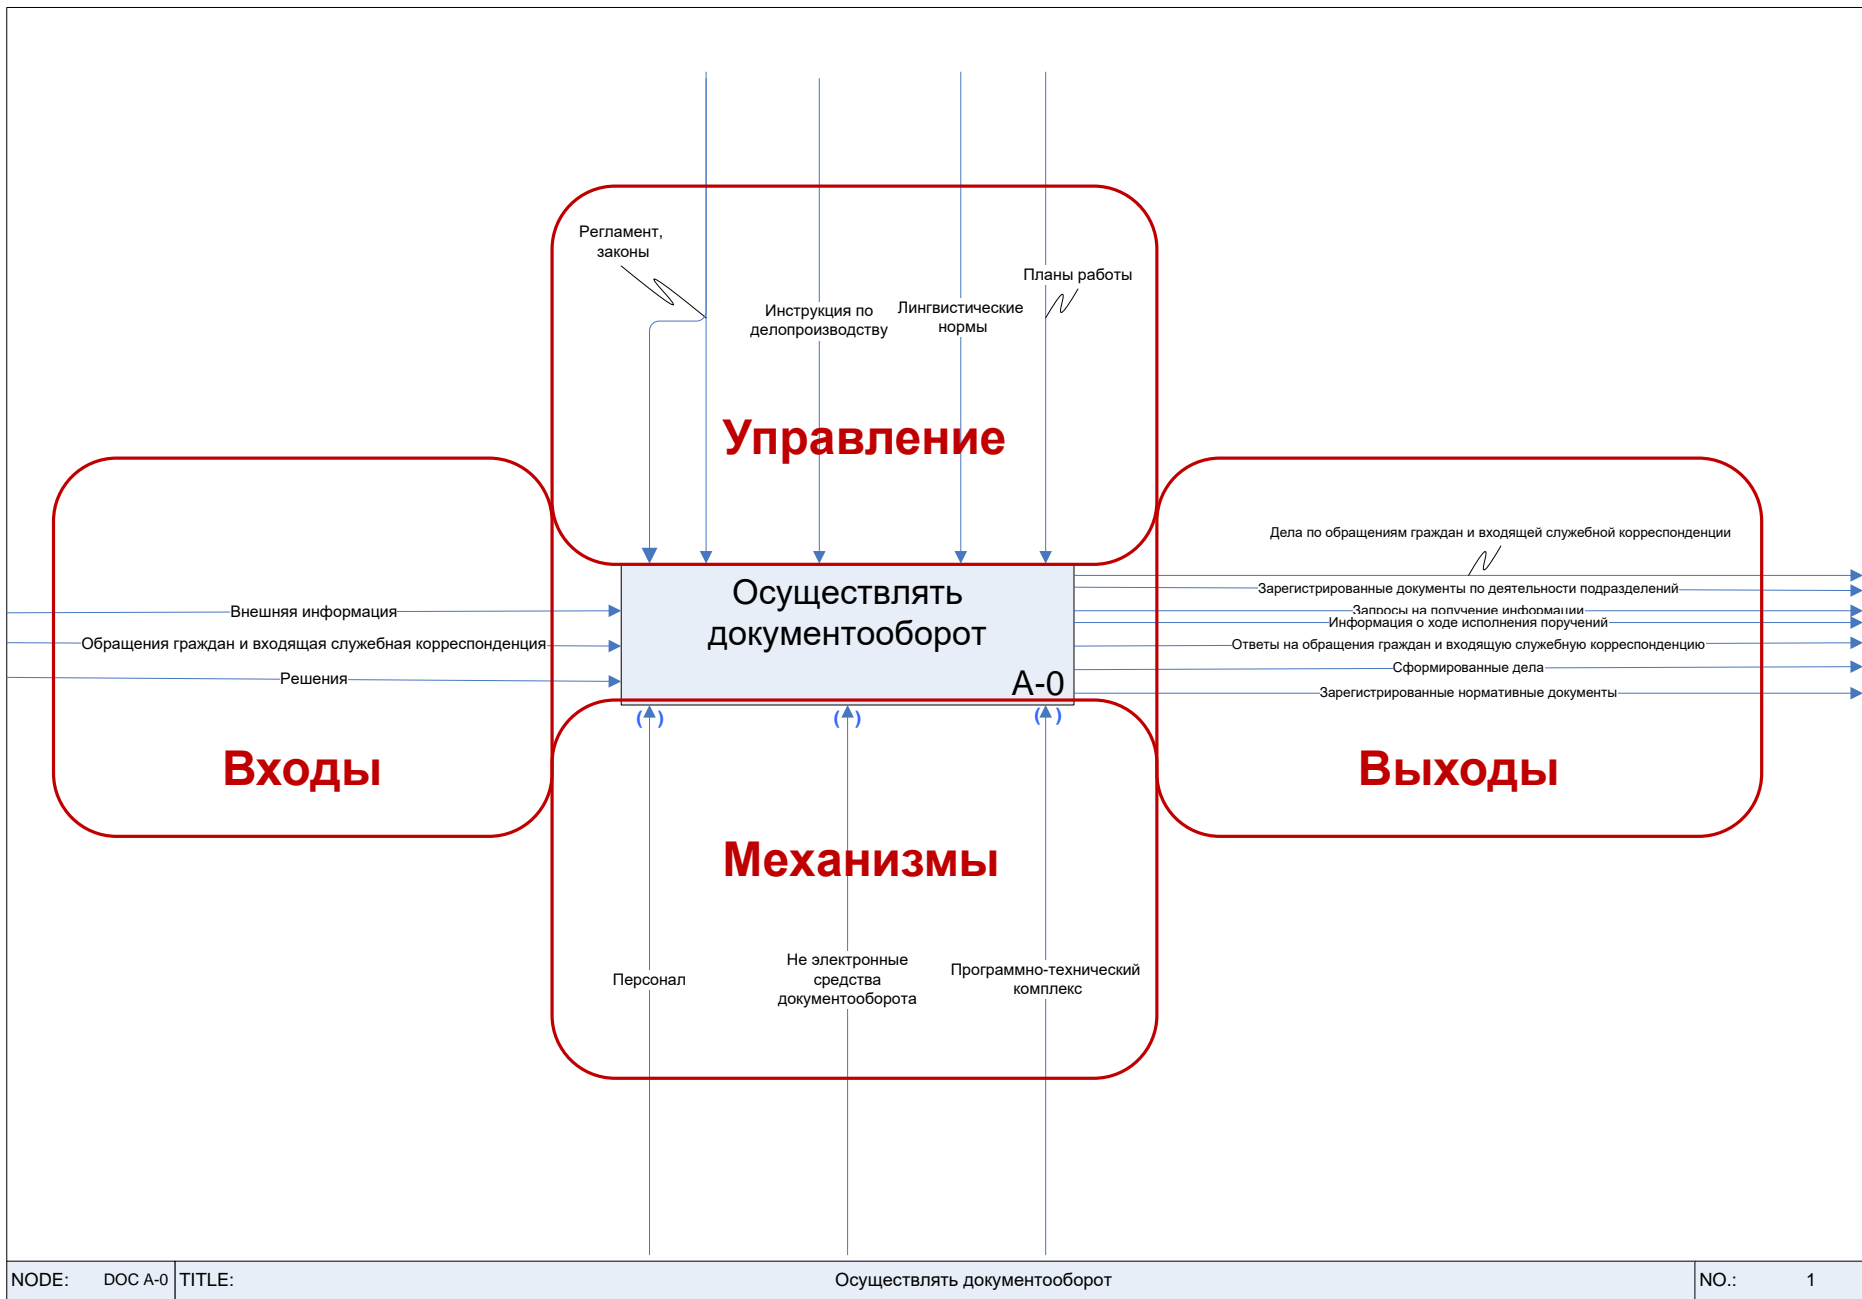 Регламент,
законы
Планы работы
Инструкция по
делопроизводству
Лингвистические
нормы
Управление
Дела по обращениям граждан и входящей служебной корреспонденции
Осуществлять
документооборот
A-0
Внешняя информация
Обращения граждан и входящая служебная корреспонденция
Решения
Зарегистрированные документы по деятельности подразделений
Запросы на получение информации
Информация о ходе исполнения поручений
Ответы на обращения граждан и входящую служебную корреспонденцию
Сформированные дела
Зарегистрированные нормативные документы
( )
( )
( )
Входы
Выходы
Механизмы
Персонал
Не электронные
средства
документооборота
Программно-технический
комплекс
NODE: DOC A-0 TITLE: Осуществлять документооборот NO.: 1